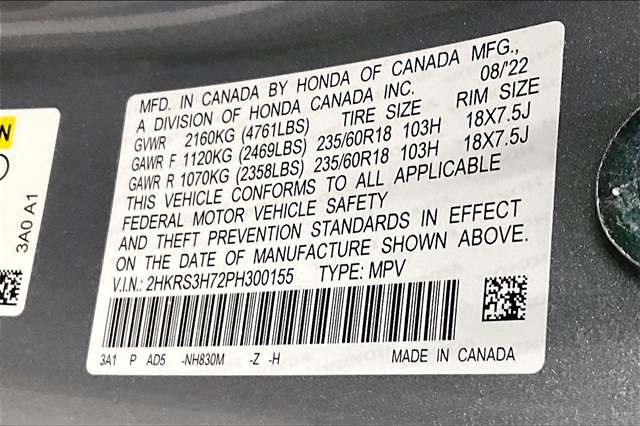 MFD. IN CANADA BY HONDA OF CANADA MFG.,
A DIVISION OF HONDA CANADA INC. 08/'22
GVWR 2160KG (4761LBS) TIRE SIZE RIM SIZE
GAWR F 1120KG (2469LBS) 235/60R18 103H 18X7.5J
GAWR R 1070KG (2358LBS) 235/60R18 103H 18X7.5J
THIS VEHICLE CONFORMS TO ALL APPLICABLE
FEDERAL MOTOR VEHICLE SAFETY
AND THEFT PREVENTION STANDARDS IN EFFECT
ON THE DATE OF MANUFACTURE SHOWN ABOVE.
V.I.N.: 2HKRS3H72PH300155 TYPE: MPV
3A1 P AD5 -NH830M -Z -H MADE IN CANADA
3A0 A1